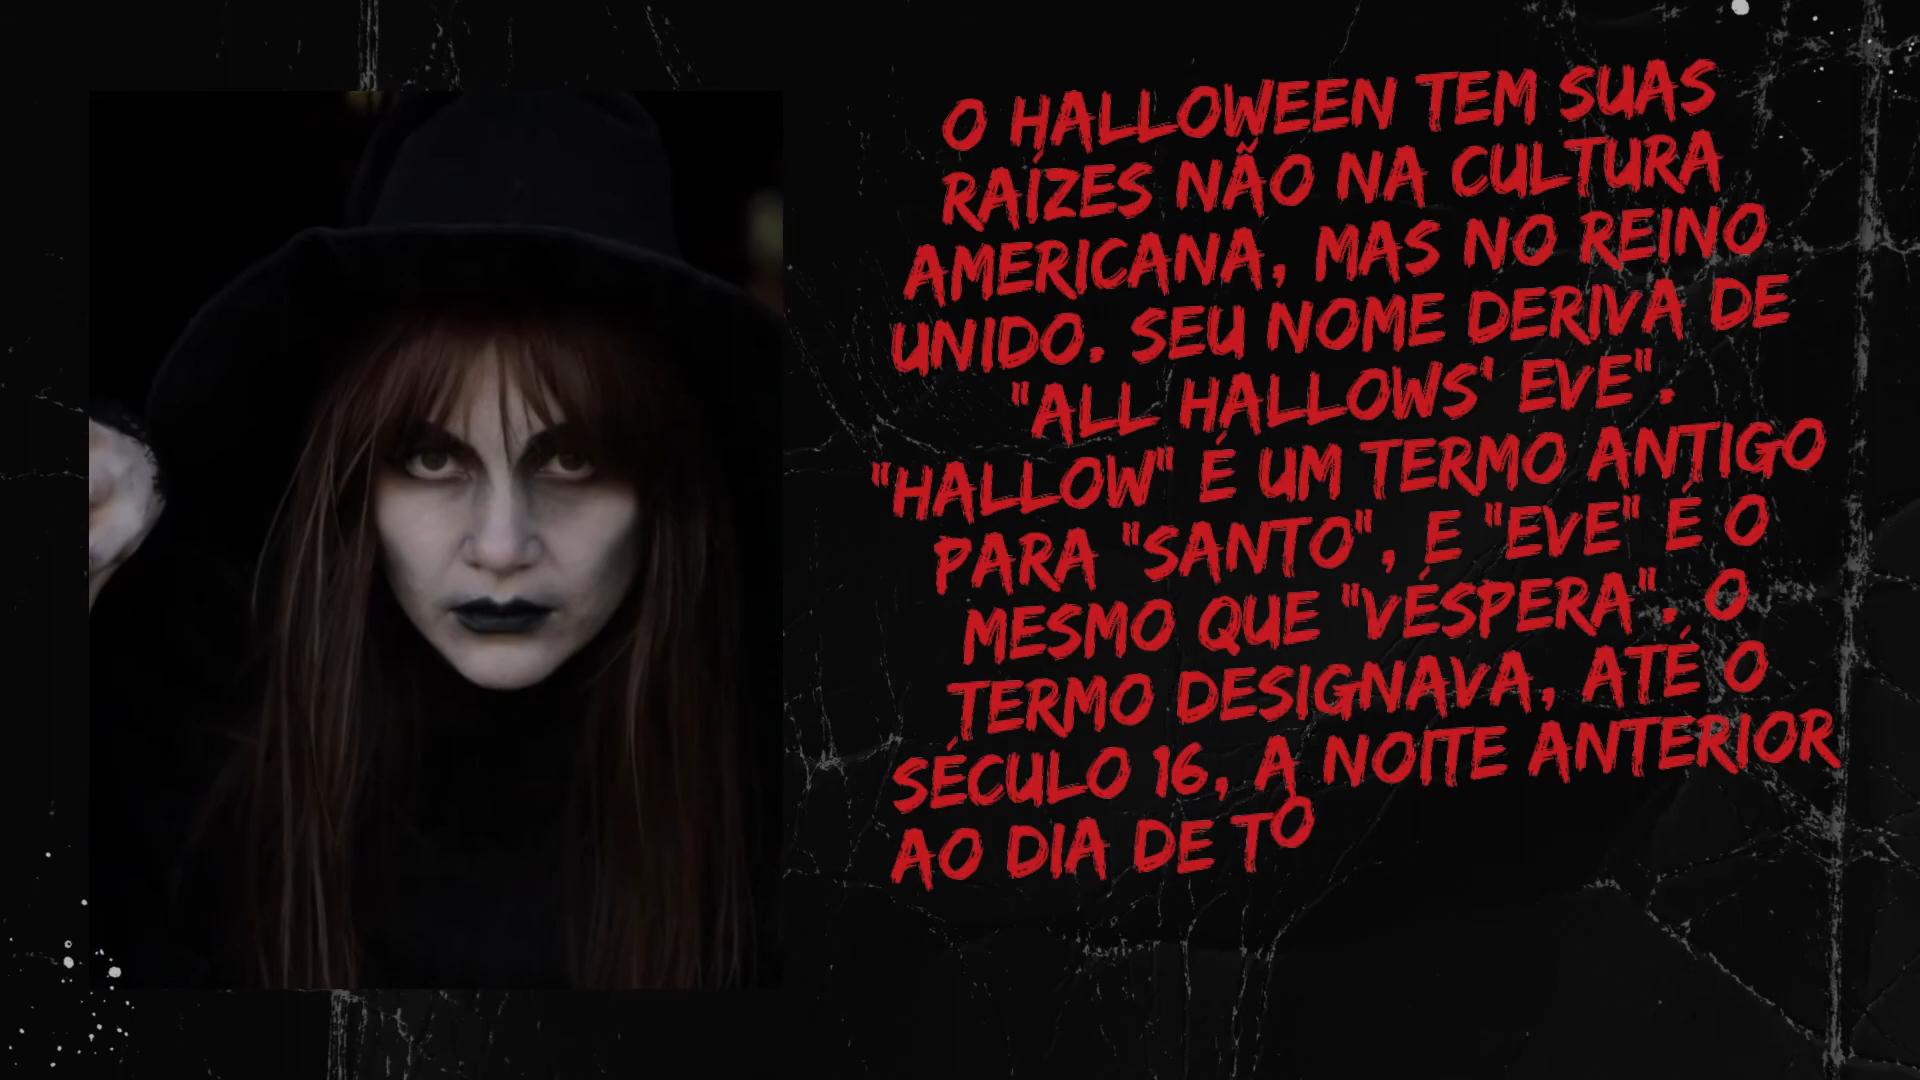 O HALLOWEEN TEM SUAS
RAÍZES NÃO NA CULTURA
AMERICANA, MAS NO REINO
UNIDO. SEU NOME DERIVA DE
"ALL HALLOWS' EVE".
"HALLOW" É UM TERMO ANTIGO
PARA "SANTO", E "EVE" É O
MESMO QUE "VÉSPERA". O
TERMO DESIGNAVA, ATÉ O
SÉCULO 16, A NOITE ANTERIOR
AO DIA DE TO